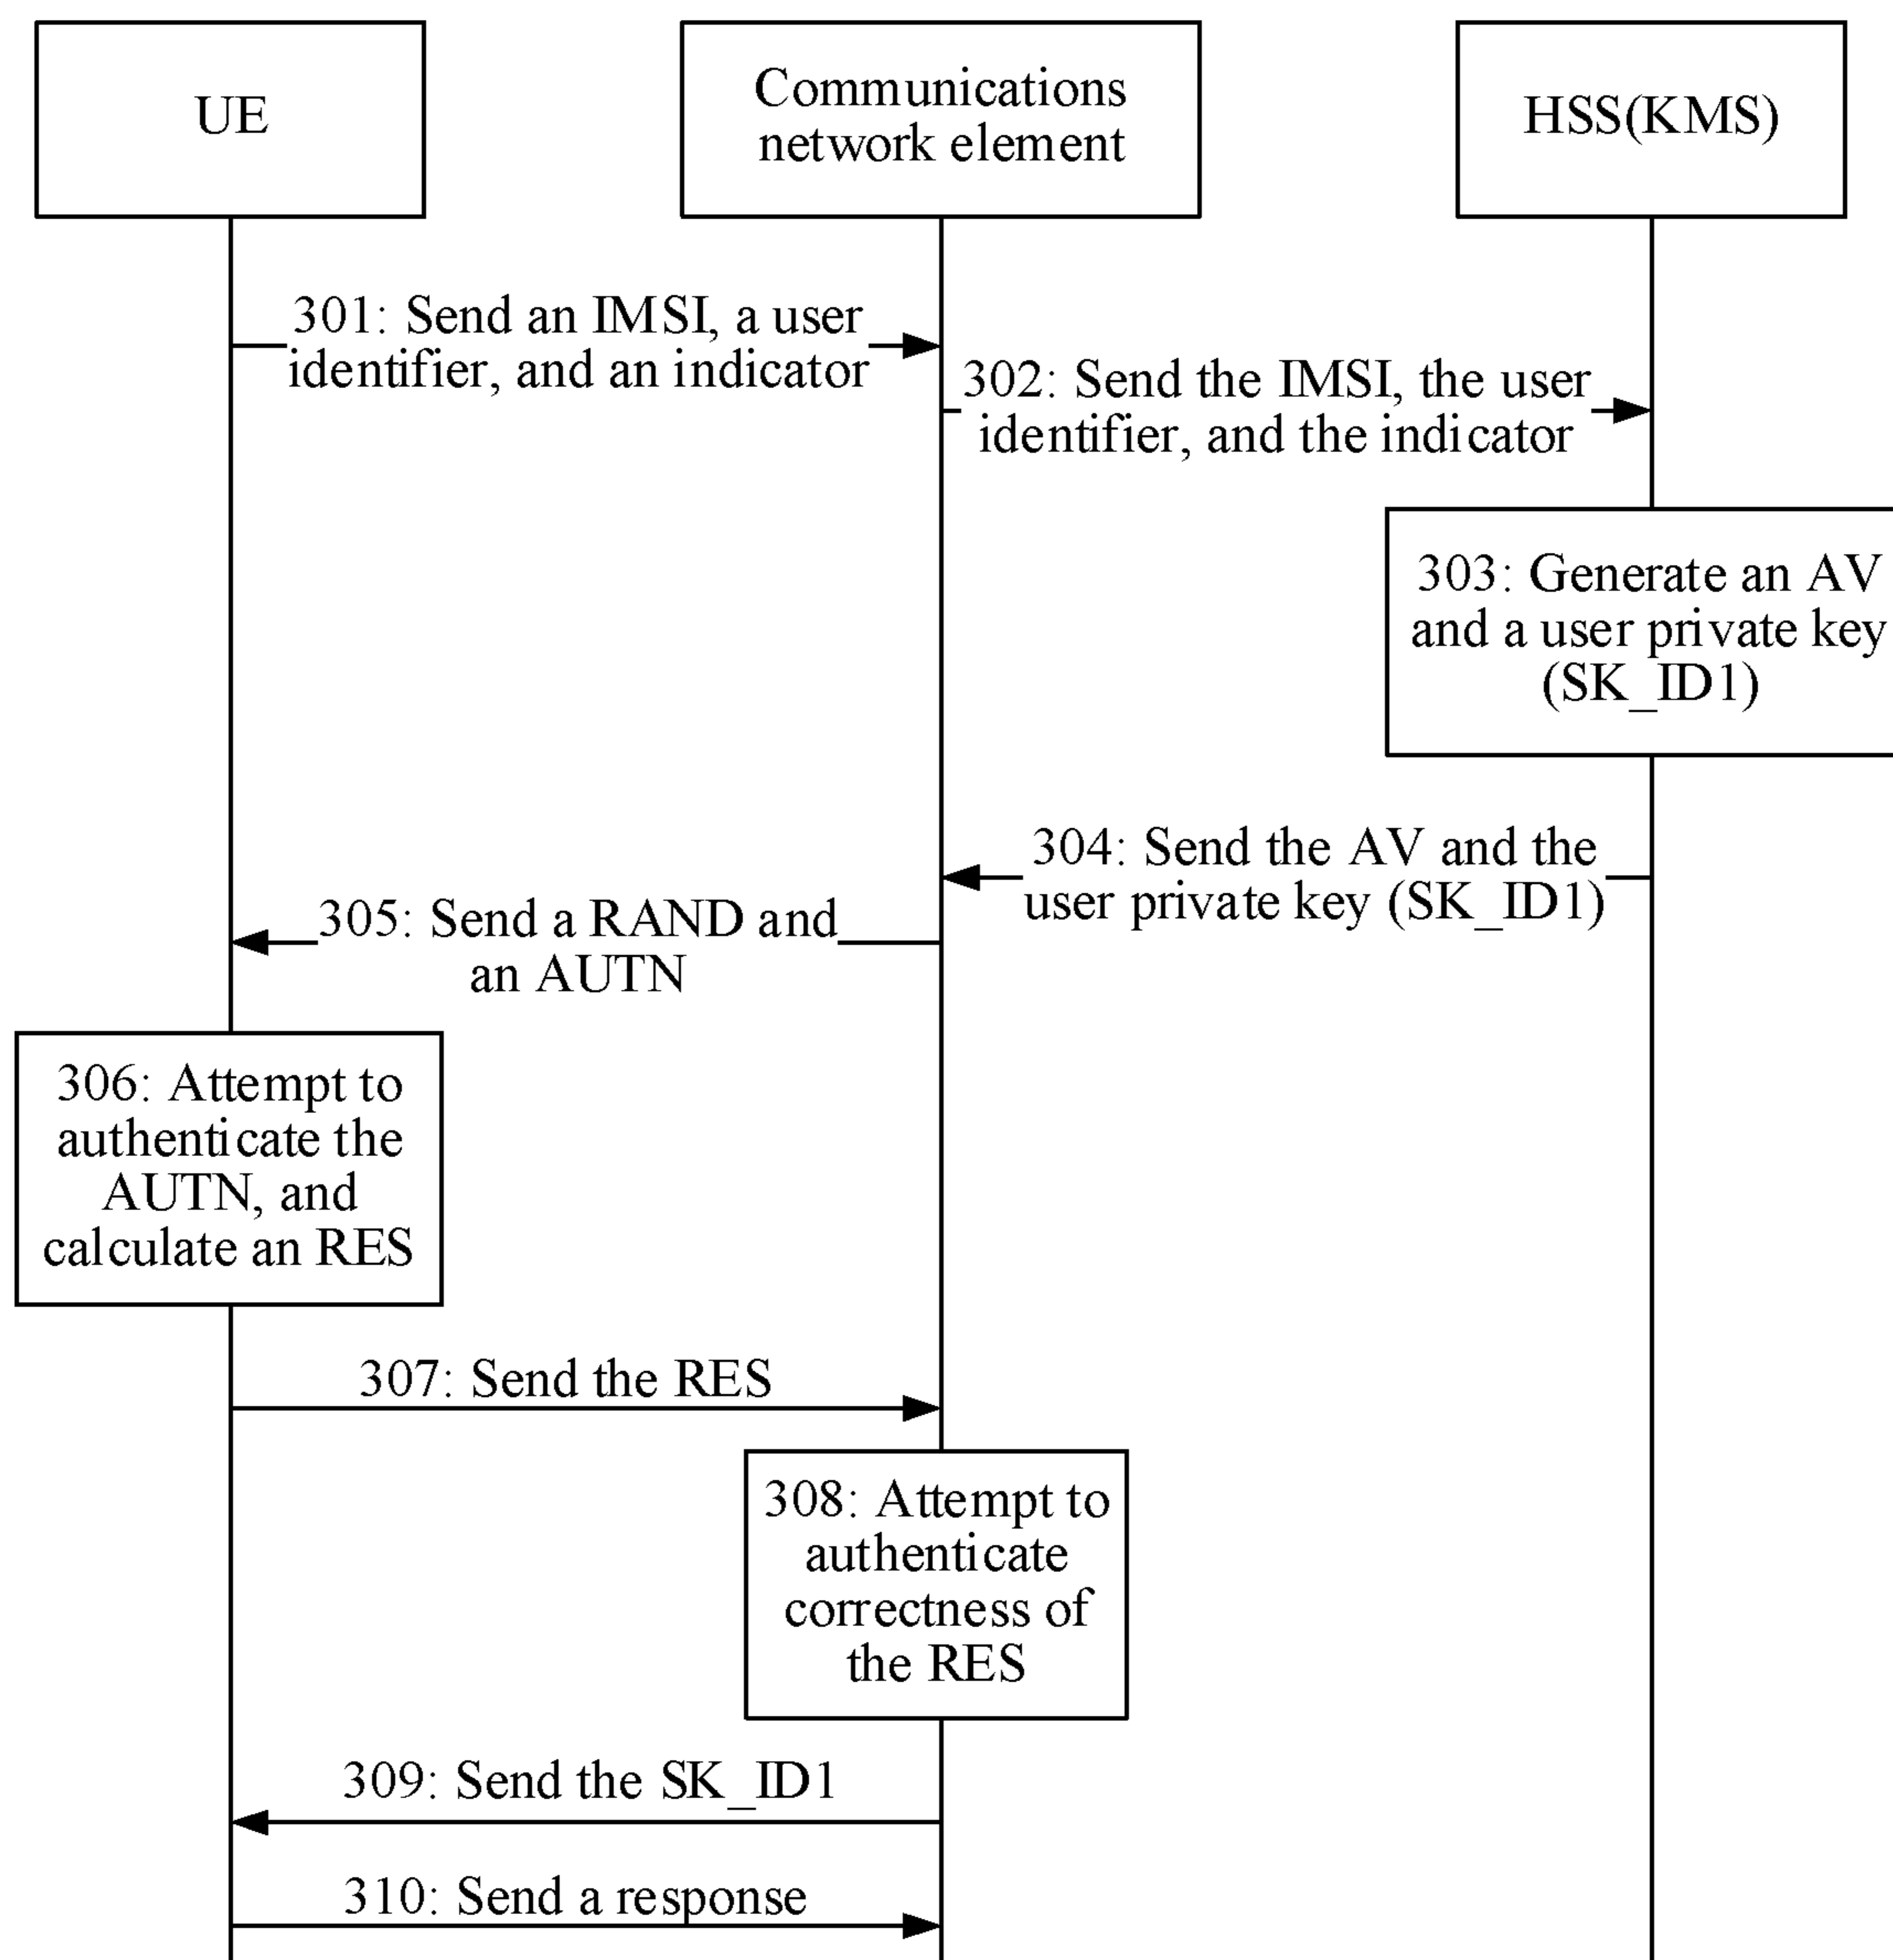 UE
Communications
network element
HSS(KMS)
301: Send an IMSI, a user
identifier, and an indicator
302: Send the IMSI, the user
identifier, and the indicator
303: Generate an AV
and a user private key
(SK_ID1)
304: Send the AV and the
user private key (SK_ID1)
305: Send a RAND and
an AUTN
306: Attempt to
authenticate the
AUTN, and
calculate an RES
307: Send the RES
308: Attempt to
authenticate
correctness of
the RES
309: Send the SK_ID1
310: Send a response